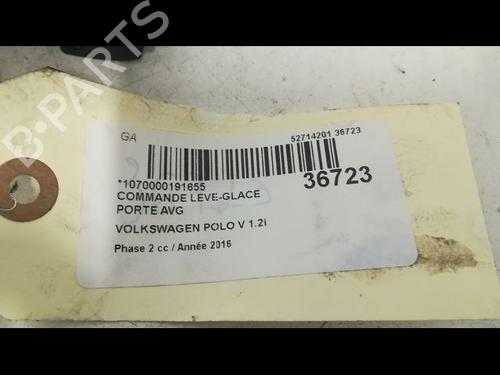 GA
52714201 36723
36723
*1070000191655
COMMANDE LEVE-GLACE
PORTE AVG
VOLKSWAGEN POLO V 1.2i
Phase 2 cc / Année 2016
B-PARTS